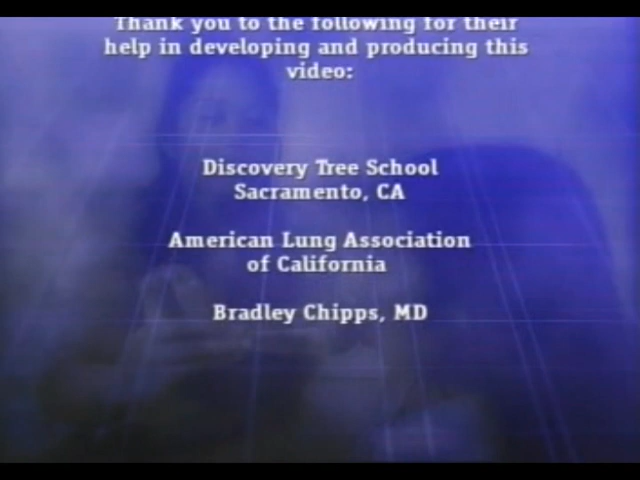 Thank you to the following for their
help in developing and producing this
video:
Discovery Tree School
Sacramento, CA
American Lung Association
of California
Bradley Chipps, MD